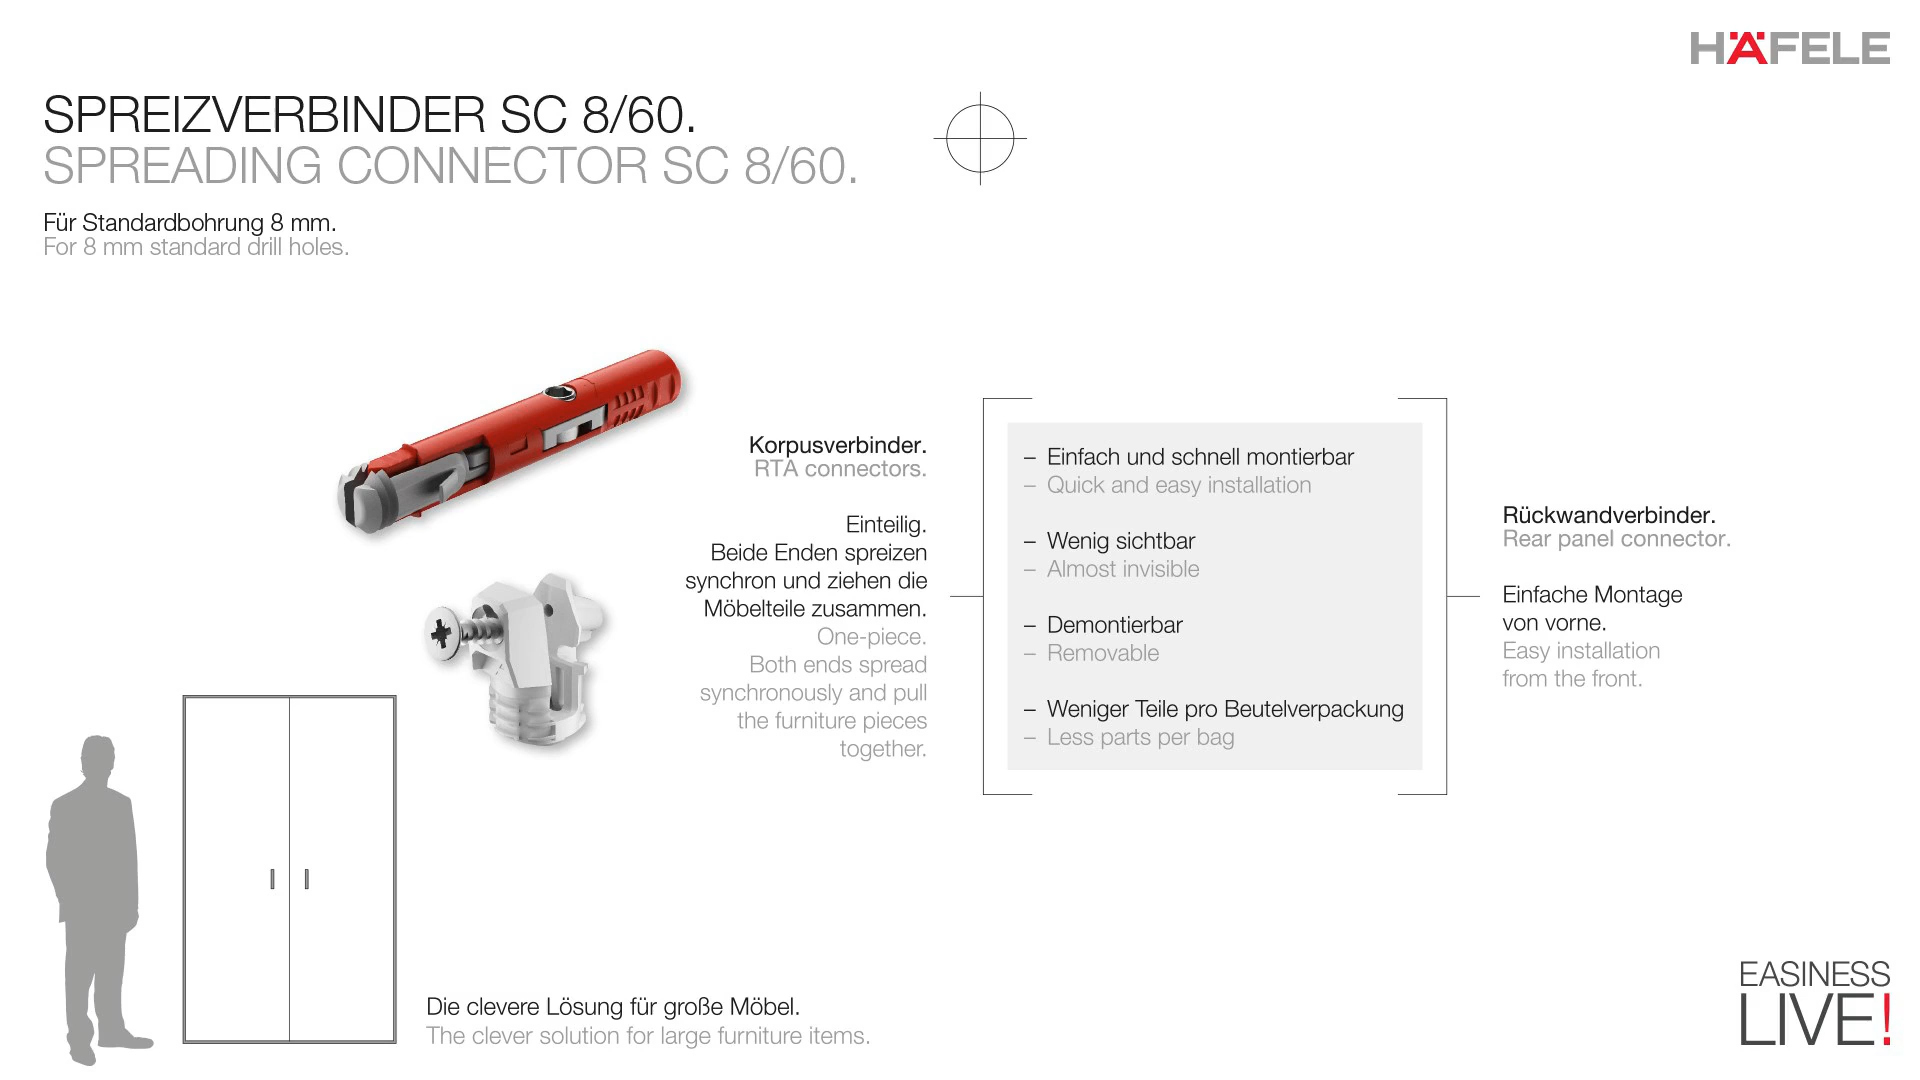 HÄFELE
SPREIZVERBINDER SC 8/60.
SPREADING CONNECTOR SC 8/60.
Für Standardbohrung 8 mm.
For 8 mm standard drill holes.
Korpusverbinder.
RTA connectors.
Einteilig.
Beide Enden spreizen
synchron und ziehen die
Möbelteile zusammen.
One-piece.
Both ends spread
synchronously and pull
the furniture pieces
together.
– Einfach und schnell montierbar
– Quick and easy installation
– Wenig sichtbar
– Almost invisible
– Demontierbar
– Removable
– Weniger Teile pro Beutelverpackung
– Less parts per bag
Rückwandverbinder.
Rear panel connector.
Einfache Montage
von vorne.
Easy installation
from the front.
Die clevere Lösung für große Möbel.
The clever solution for large furniture items.
EASINESS
LIVE!